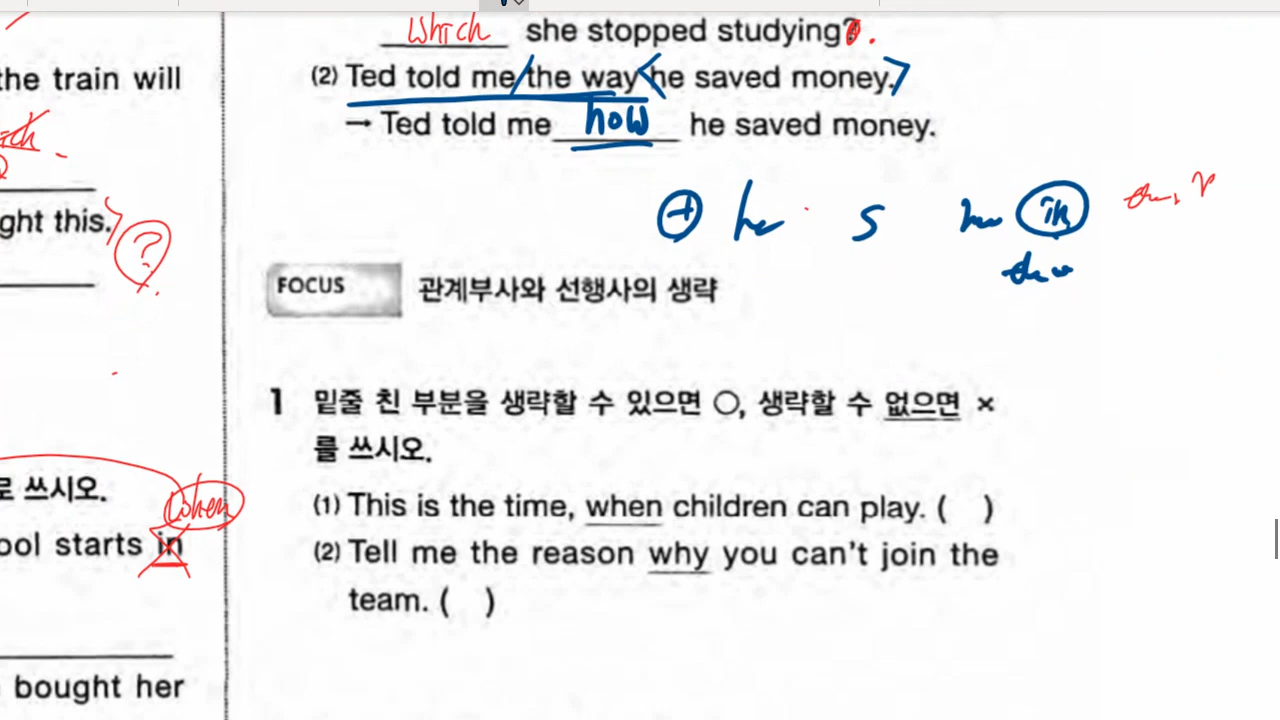 the train will
ght this.
?
로 쓰시오.
when
ool starts in
bought her
which she stopped studying?.
(2) Ted told me/the way<he saved money.>
→ Ted told me how he saved money.
he s
FOCUS 관계부사와 선행사의 생략
1 밑줄 친 부분을 생략할 수 있으면 ○, 생략할 수 없으면 ×
를 쓰시오.
(1) This is the time, when children can play. ( )
(2) Tell me the reason why you can't join the
team. ( )